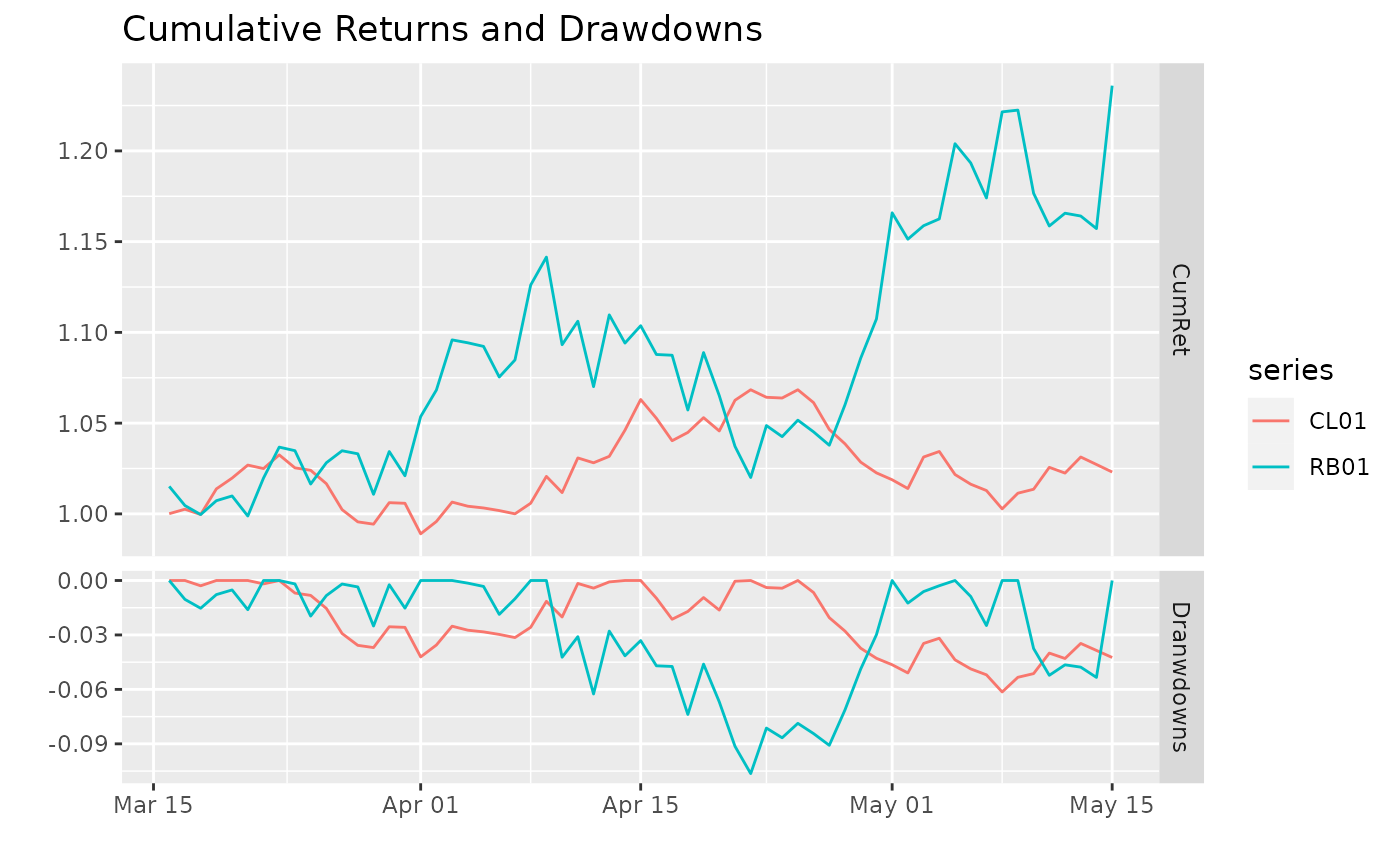 Cumulative Returns and Drawdowns
1.20
1.15
1.10
1.05
1.00
CumRet
0.00
-0.03
-0.06
-0.09
Dranwdowns
Mar 15 Apr 01 Apr 15 May 01 May 15
series
CL01
RB01